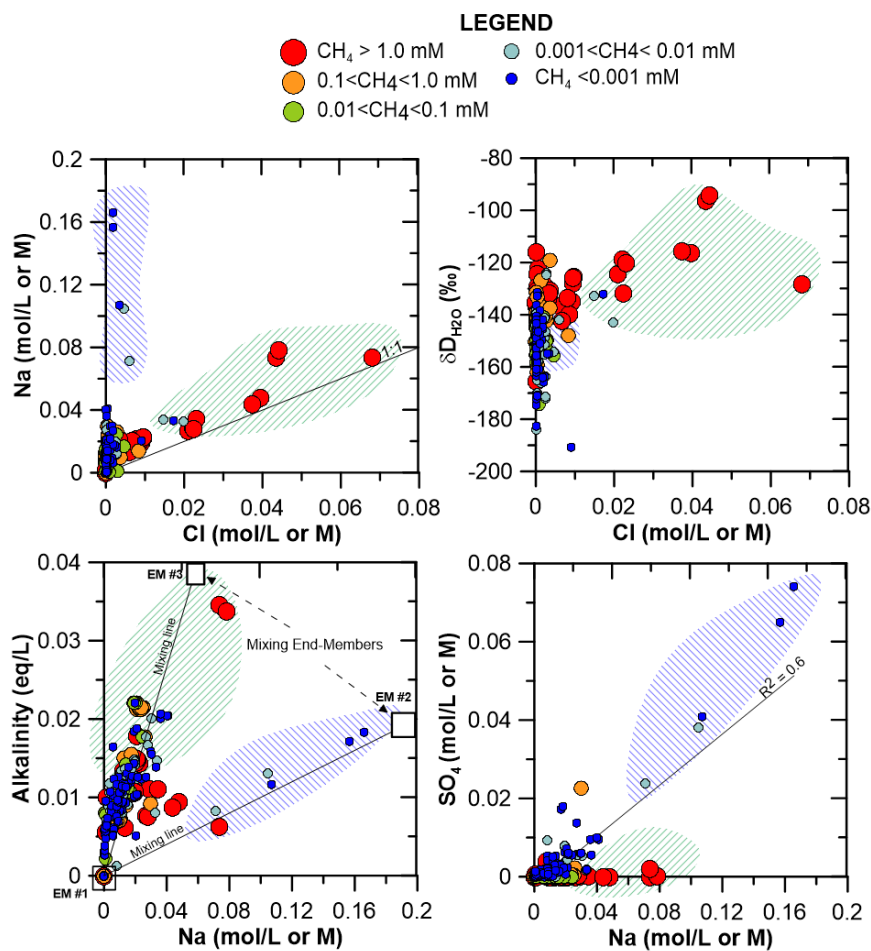 LEGEND
CH₄ > 1.0 mM
0.001<CH4< 0.01 mM
0.1<CH4<1.0 mM
CH₄ <0.001 mM
0.01<CH4<0.1 mM
0.2
0.16
0.12
0.08
0.04
0
Na (mol/L or M)
1:1
0 0.02 0.04 0.06 0.08
Cl (mol/L or M)
-80
-100
-120
-140
-160
-180
-200
δD_H2O (‰)
0 0.02 0.04 0.06 0.08
Cl (mol/L or M)
0.04
0.03
0.02
0.01
0
Alkalinity (eq/L)
EM #3
Mixing line
Mixing End-Members
EM #2
Mixing line
EM #1
0 0.04 0.08 0.12 0.16 0.2
Na (mol/L or M)
0.08
0.06
0.04
0.02
0
SO₄ (mol/L or M)
R² = 0.6
0 0.04 0.08 0.12 0.16 0.2
Na (mol/L or M)